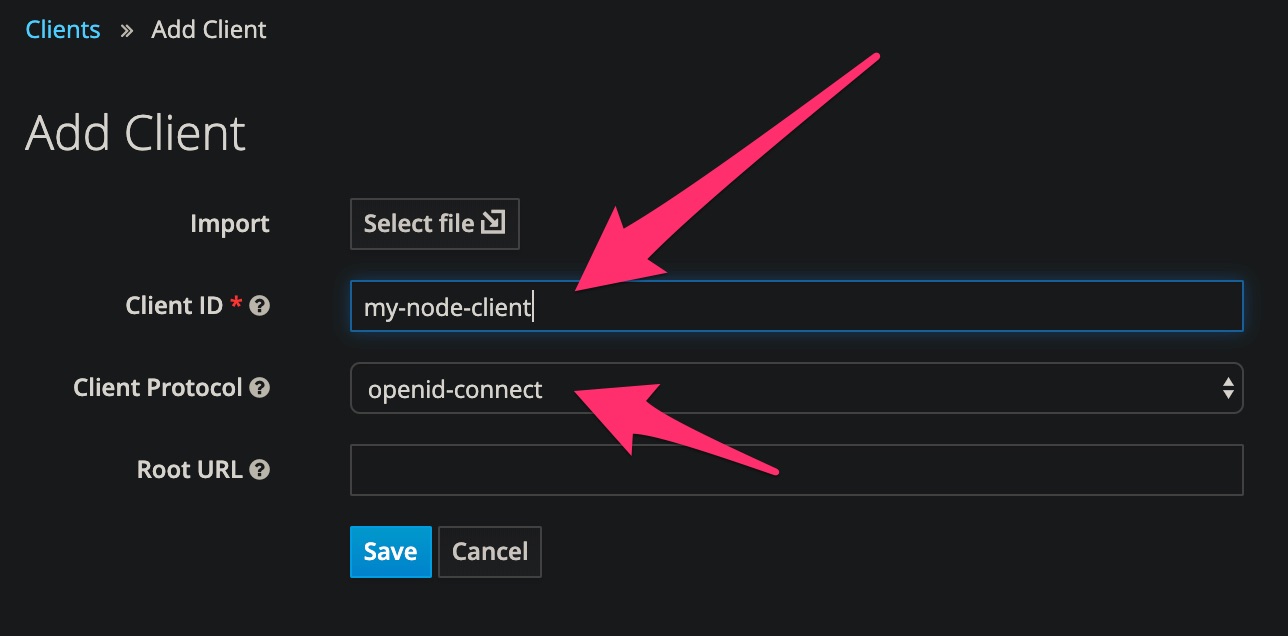 Clients » Add Client
Add Client
Import Select file
Client ID * ? my-node-client
Client Protocol ? openid-connect
Root URL ?
Save Cancel